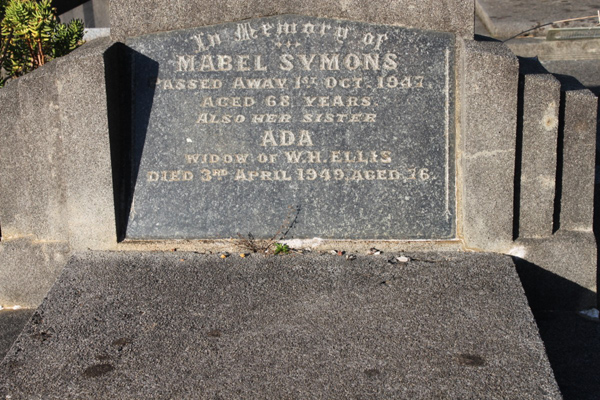 In Memory of
MABEL SYMONS
PASSED AWAY 1ST OCT. 1947.
AGED 68 YEARS
ALSO HER SISTER
ADA
WIDOW OF W.H. ELLIS
DIED 3RD APRIL 1949. AGED 76.